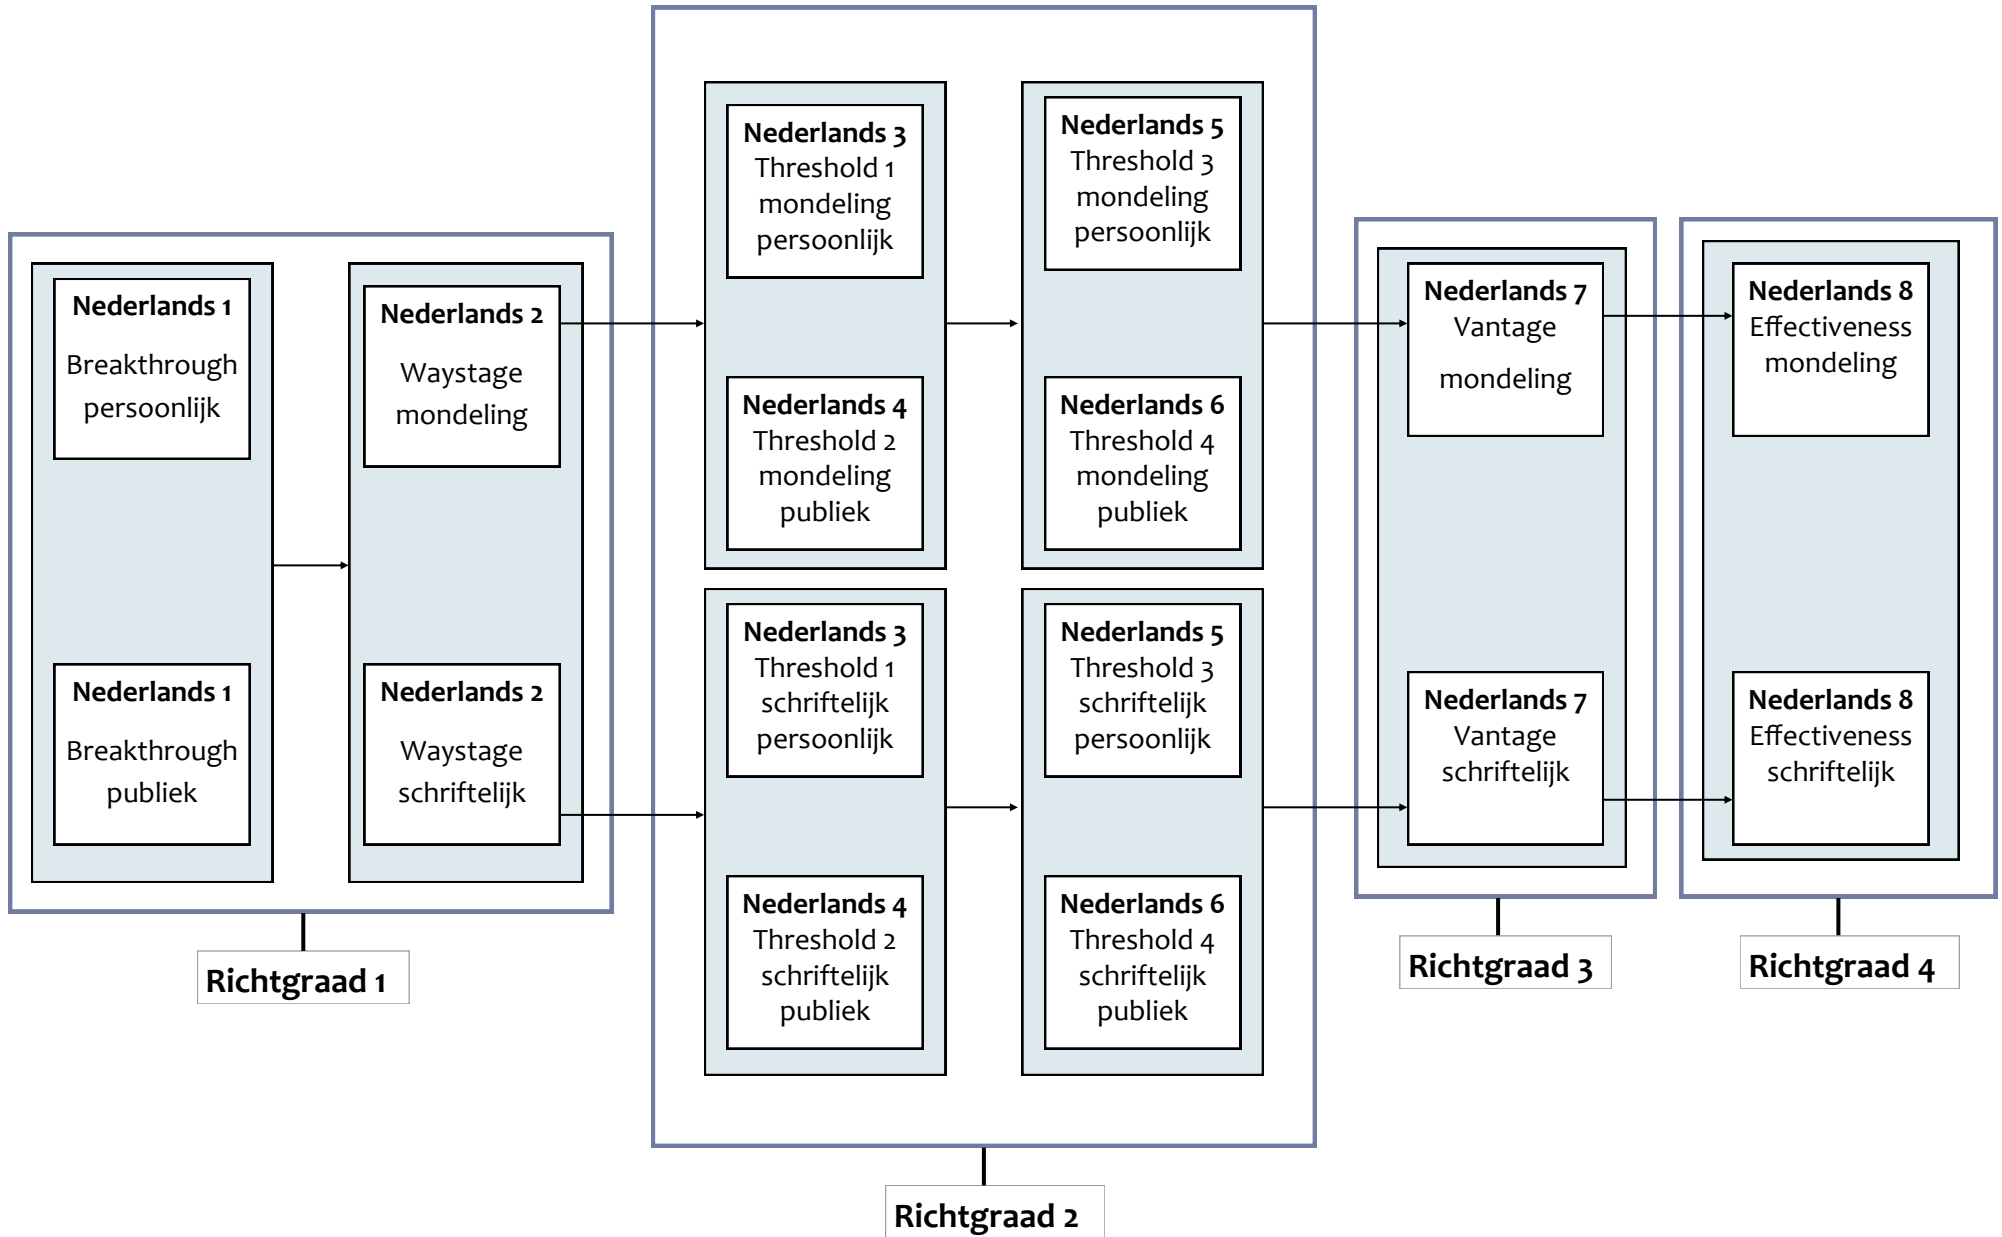 Nederlands 1
Breakthrough
persoonlijk
Nederlands 1
Breakthrough
publiek
Nederlands 2
Waystage
mondeling
Nederlands 2
Waystage
schriftelijk
Richtgraad 1
Nederlands 3
Threshold 1
mondeling
persoonlijk
Nederlands 4
Threshold 2
mondeling
publiek
Nederlands 5
Threshold 3
mondeling
persoonlijk
Nederlands 6
Threshold 4
mondeling
publiek
Nederlands 3
Threshold 1
schriftelijk
persoonlijk
Nederlands 4
Threshold 2
schriftelijk
publiek
Nederlands 5
Threshold 3
schriftelijk
persoonlijk
Nederlands 6
Threshold 4
schriftelijk
publiek
Richtgraad 2
Nederlands 7
Vantage
mondeling
Nederlands 7
Vantage
schriftelijk
Richtgraad 3
Nederlands 8
Effectiveness
mondeling
Nederlands 8
Effectiveness
schriftelijk
Richtgraad 4